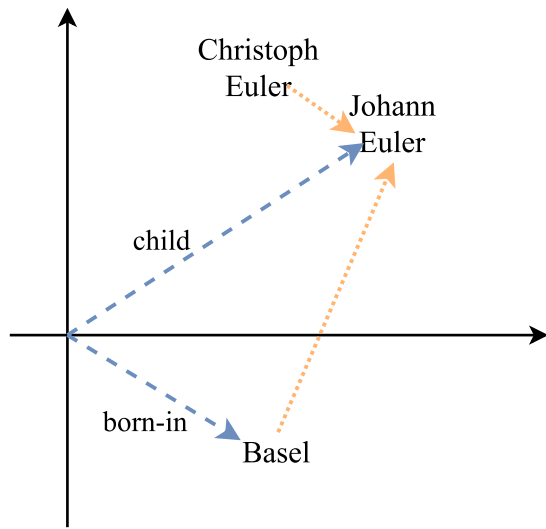 Christoph
Euler
Johann
Euler
child
born-in
Basel